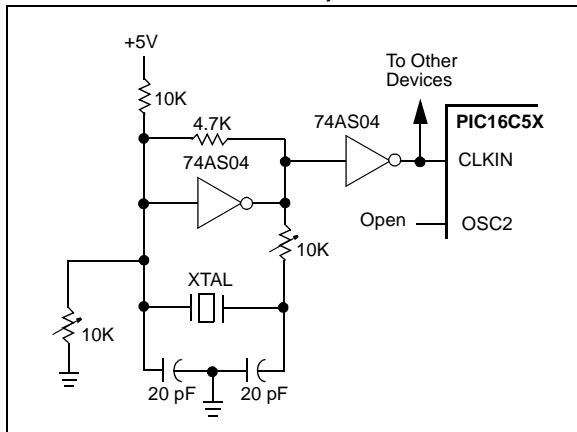 +5V
10K
4.7K
74AS04
74AS04
To Other
Devices
PIC16C5X
CLKIN
Open
OSC2
10K
XTAL
10K
20 pF
20 pF